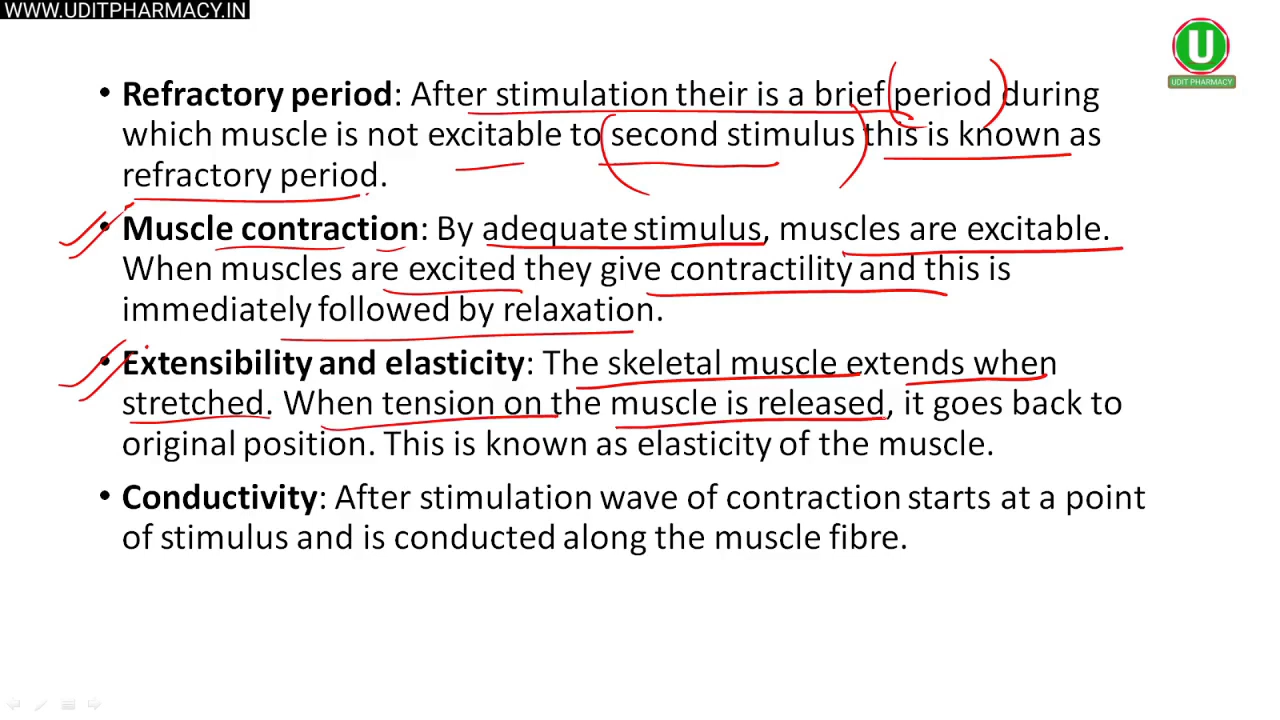 WWW.UDITPHARMACY.IN
U
UDIT PHARMACY
• Refractory period: After stimulation their is a brief period during
which muscle is not excitable to second stimulus this is known as
refractory period.
• Muscle contraction: By adequate stimulus, muscles are excitable.
When muscles are excited they give contractility and this is
immediately followed by relaxation.
• Extensibility and elasticity: The skeletal muscle extends when
stretched. When tension on the muscle is released, it goes back to
original position. This is known as elasticity of the muscle.
• Conductivity: After stimulation wave of contraction starts at a point
of stimulus and is conducted along the muscle fibre.